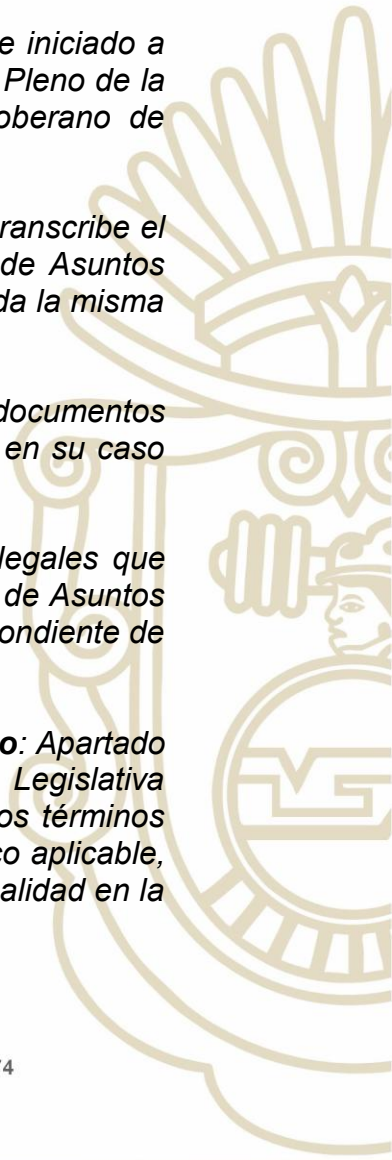 e iniciado a
Pleno de la
oberano de
ranscribe el
de Asuntos
da la misma
documentos
en su caso
legales que
de Asuntos
pondiente de
o: Apartado
Legislativa
os términos
co aplicable,
alidad en la
74